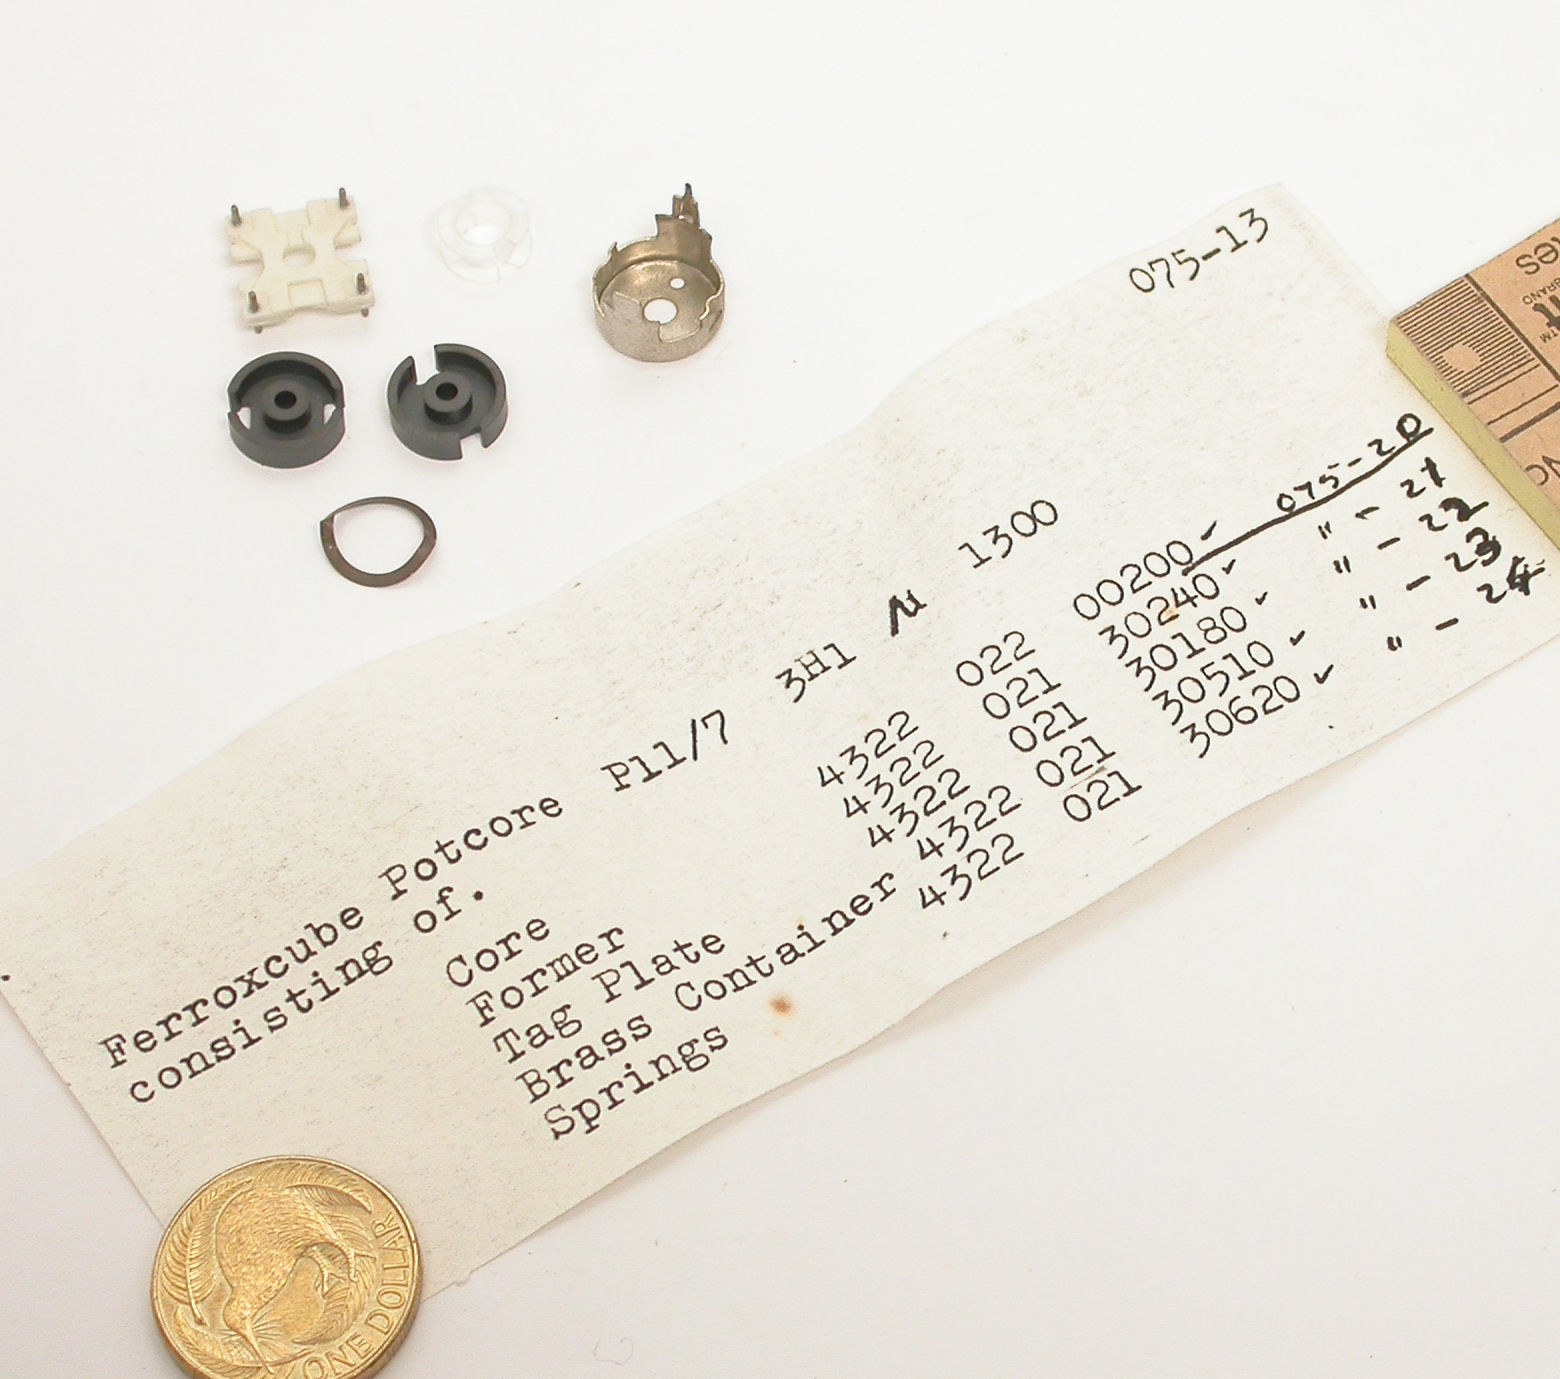 075-13
Ferroxcube Potcore P11/7 3H1 µ 1300
consisting of.
Core 4322 022 00200 ✓ 075-20
Former 4322 021 30240 ✓ " - 21
Tag Plate 4322 021 30180 ✓ " - 22
Brass Container 4322 021 30510 ✓ " - 23
Springs 4322 021 30620 ✓ " - 24
ONE DOLLAR
BRAND
TM